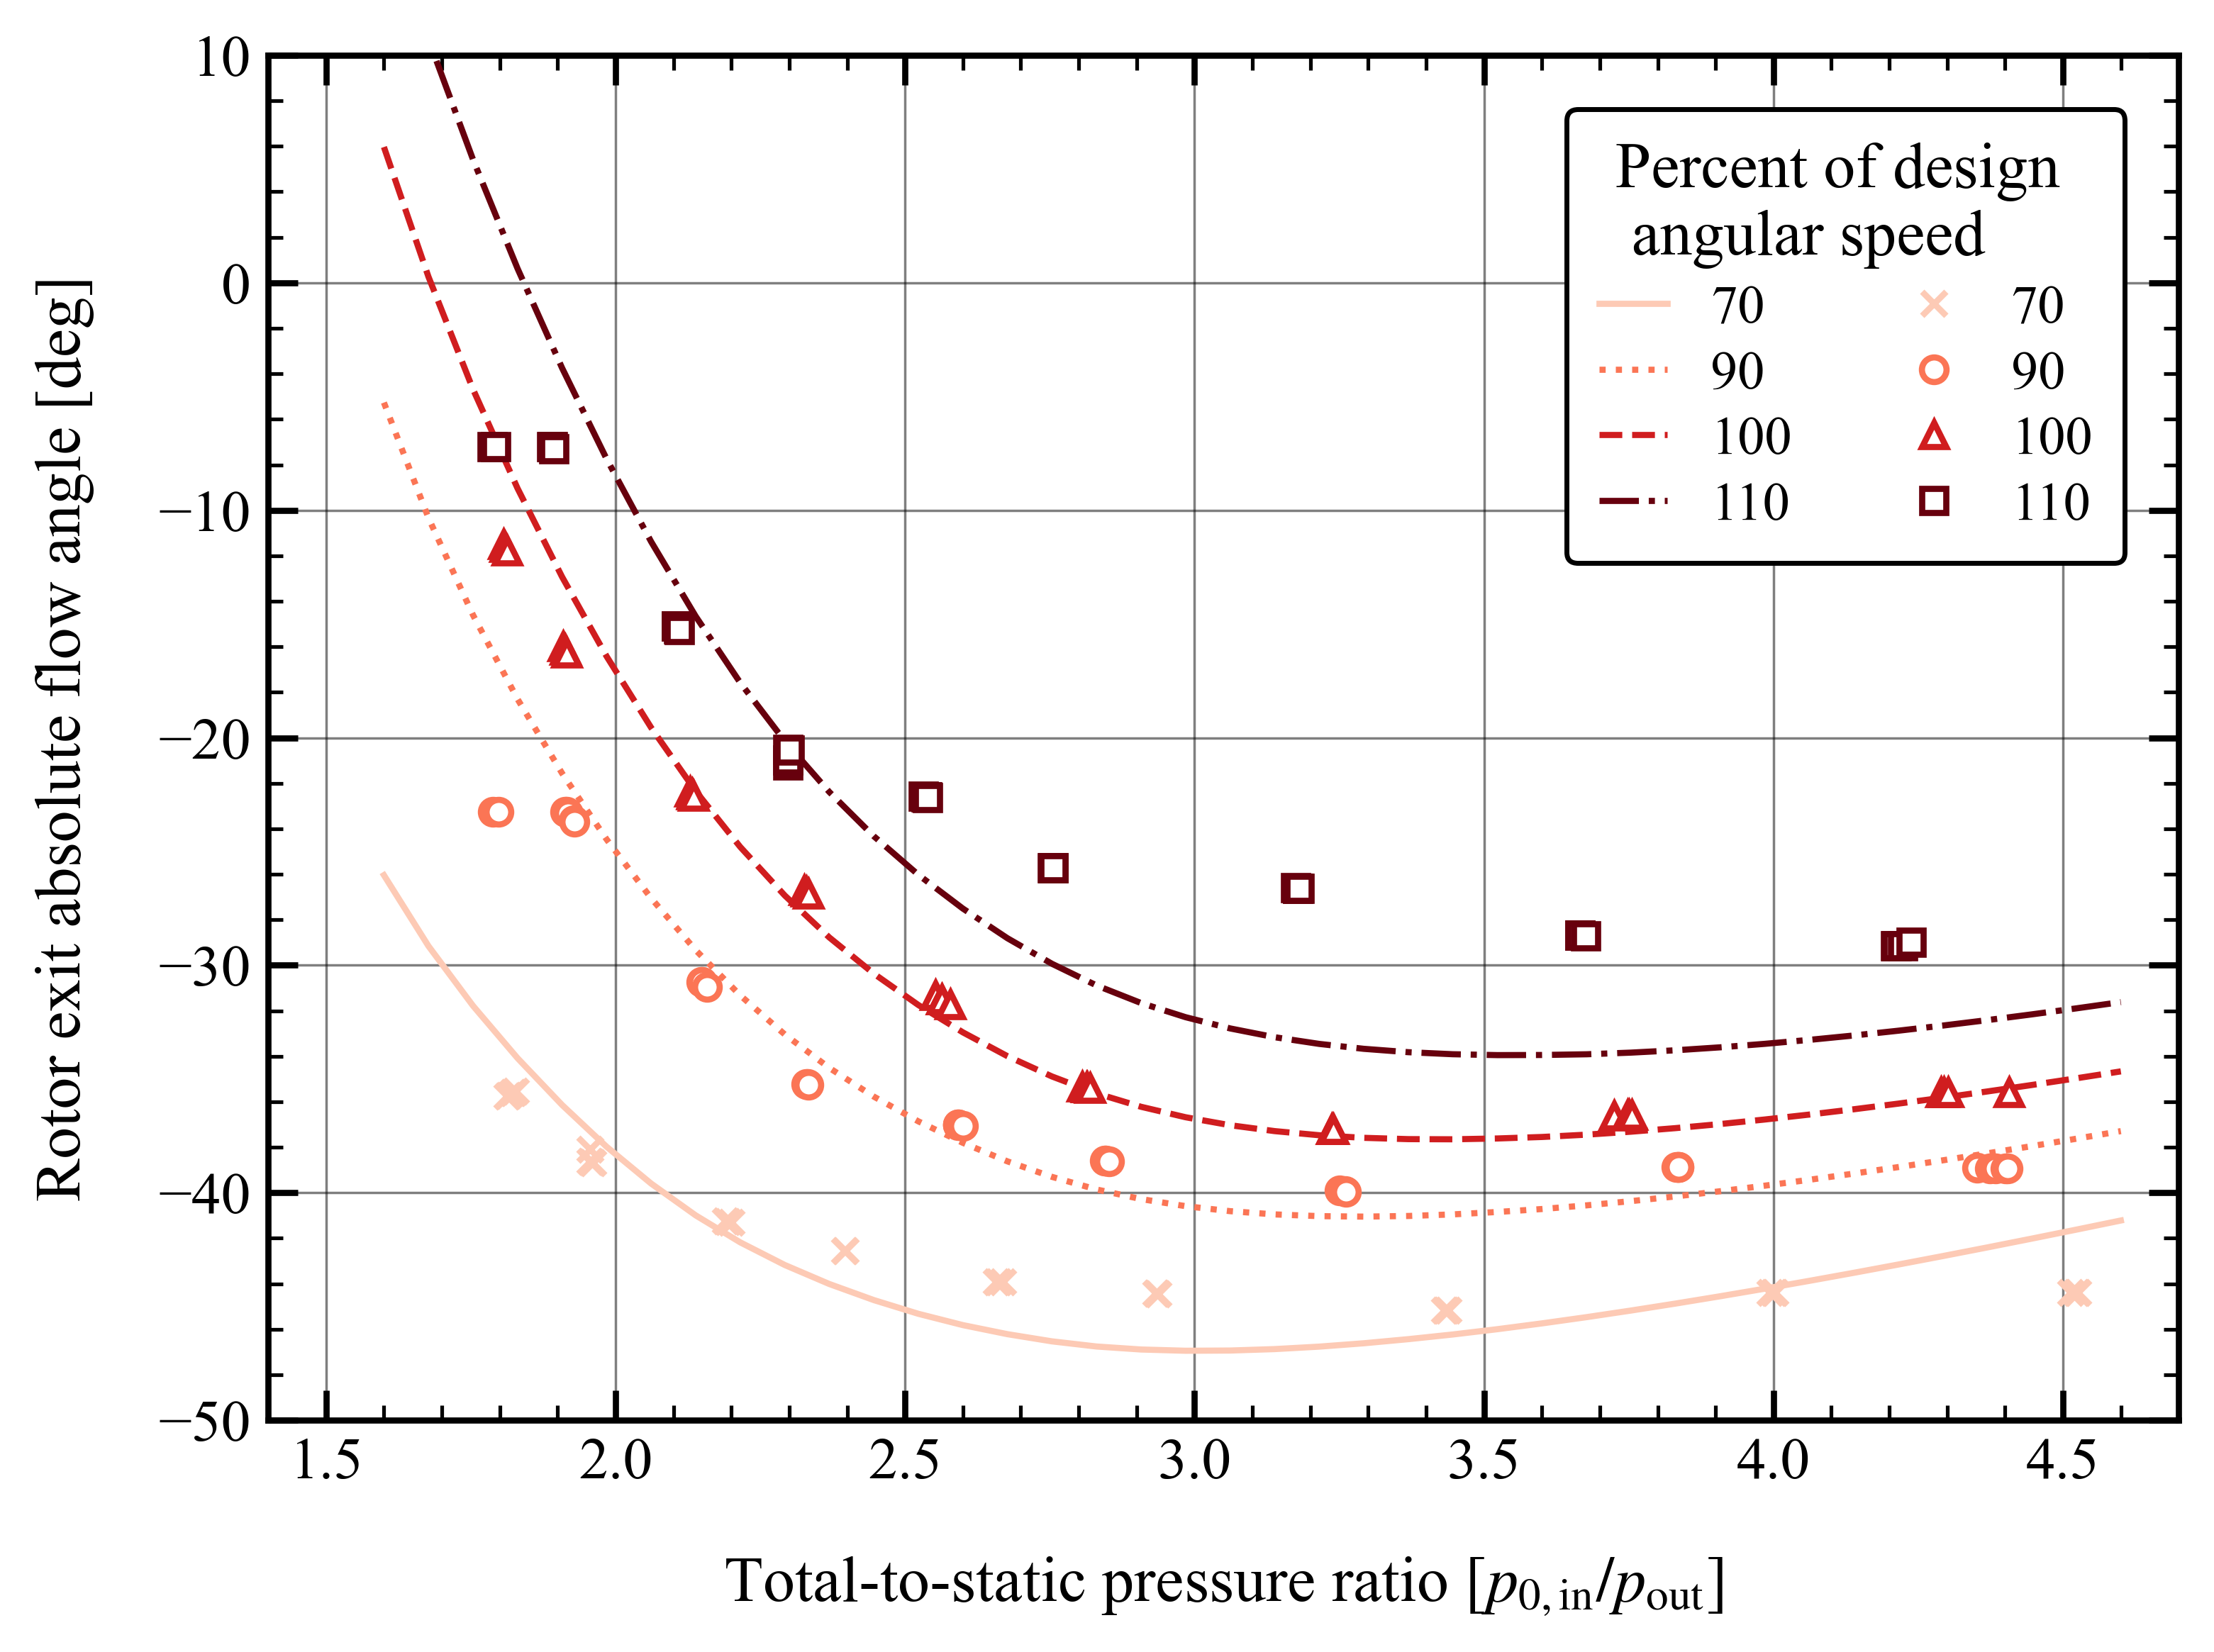 10
0
−10
−20
−30
−40
−50
1.5 2.0 2.5 3.0 3.5 4.0 4.5
Rotor exit absolute flow angle [deg]
Total-to-static pressure ratio [p0, in/pout]
Percent of design
angular speed
70 70
90 90
100 100
110 110